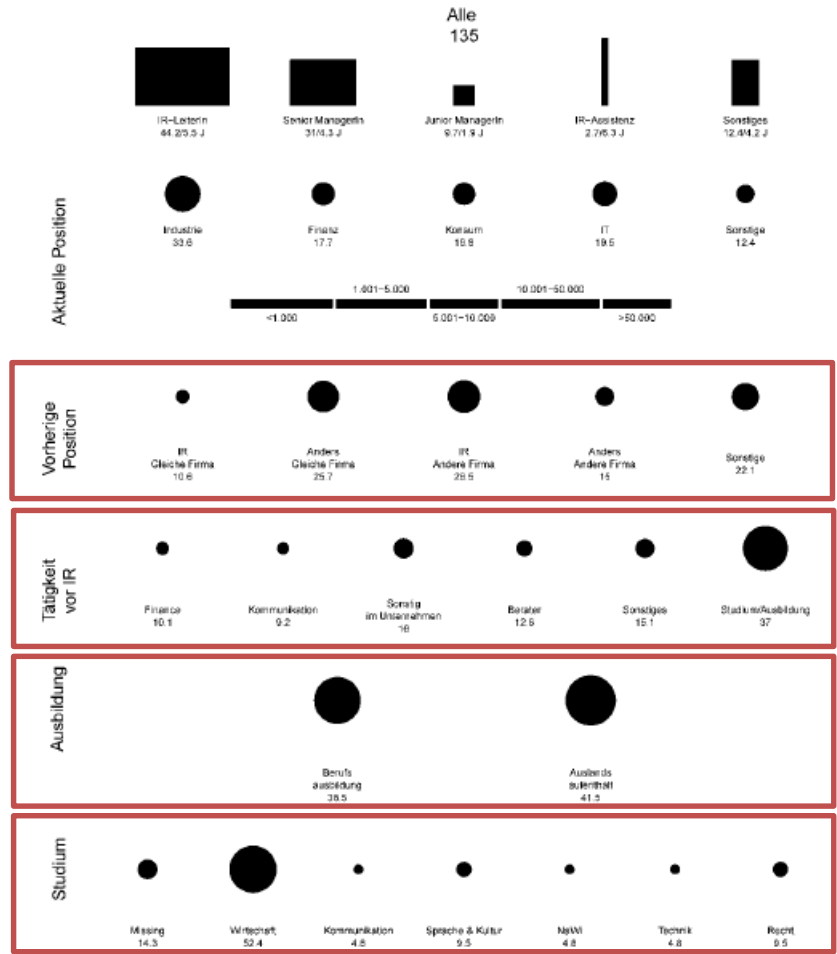 Alle
135
IR-LeiterIn
44.2/5.5 J
Senior ManagerIn
31/4.3 J
Junior ManagerIn
9.7/1.9 J
IR-Assistenz
2.7/6.3 J
Sonstiges
12.4/4.2 J
Aktuelle Position
Industrie
33.6
Finanz
17.7
Konsum
IT
19.5
Sonstige
12.4
1.001-5.000
10.001-50.000
<1.000
5.001-10.000
>50.000
Vorherige
Position
IR
Gleiche Firma
10.6
Anders
Gleiche Firma
25.7
IR
Andere Firma
Anders
Andere Firma
15
Sonstige
22.1
Tätigkeit
vor IR
Finance
10.1
Kommunikation
9.2
Sonstig
im Unternehmen
16
Berater
12.6
Sonstiges
15.1
Studium/Ausbildung
37
Ausbildung
Berufs
ausbildung
Auslands
aufenthalt
41.5
Studium
Missing
14.3
Wirtschaft
52.4
Kommunikation
4.8
Sprache & Kultur
9.5
NaWi
4.8
Technik
4.8
Recht
9.5